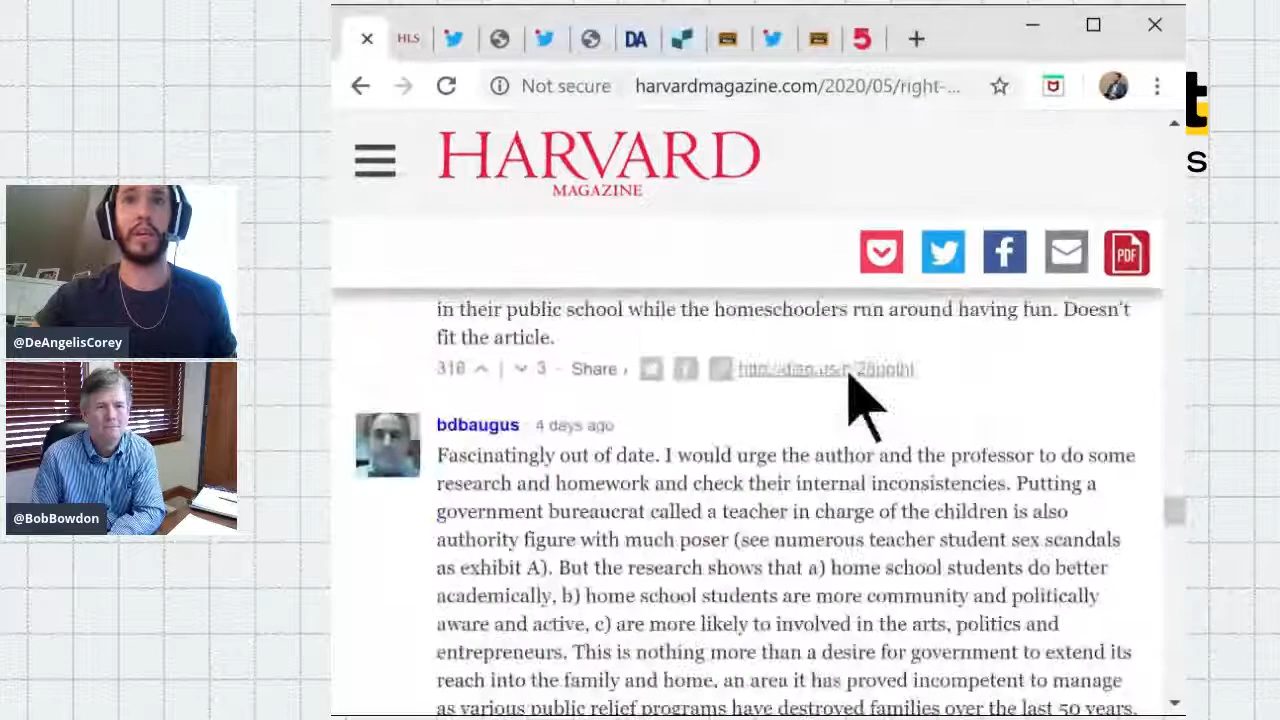 HLS
DA
5
Not secure
harvardmagazine.com/2020/05/right-...
t
s
HARVARD
MAGAZINE
PDF
in their public school while the homeschoolers run around having fun. Doesn't
fit the article.
310 | 3 · Share ›
bdbaugus · 4 days ago
Fascinatingly out of date. I would urge the author and the professor to do some
research and homework and check their internal inconsistencies. Putting a
government bureaucrat called a teacher in charge of the children is also
authority figure with much poser (see numerous teacher student sex scandals
as exhibit A). But the research shows that a) home school students do better
academically, b) home school students are more community and politically
aware and active, c) are more likely to involved in the arts, politics and
entrepreneurs. This is nothing more than a desire for government to extend its
reach into the family and home, an area it has proved incompetent to manage
as various public relief programs have destroyed families over the last 50 years.
@DeAngelisCorey
@BobBowdon